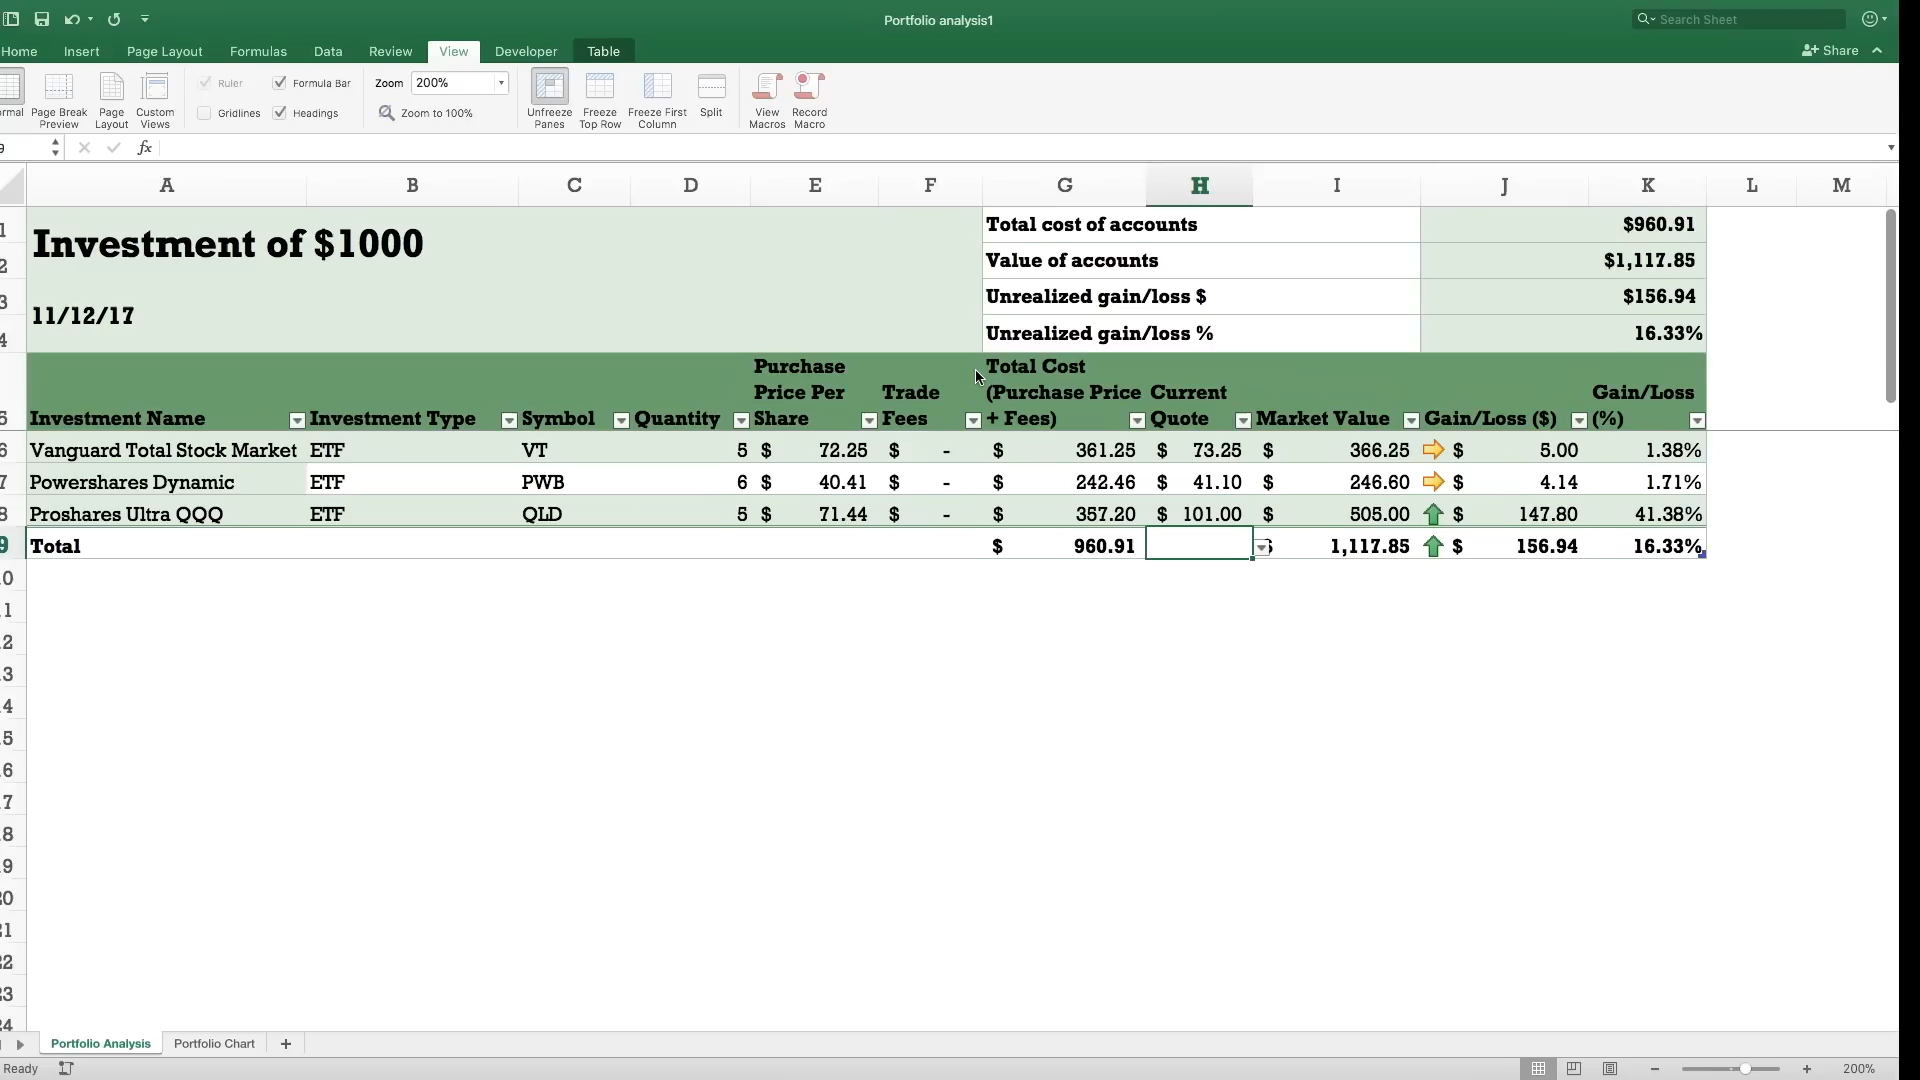 Portfolio analysis1
Search Sheet
Home Insert Page Layout Formulas Data Review View Developer Table Share
Ruler Formula Bar Zoom 200%
Gridlines Headings Zoom to 100%
Page Break Preview
Page Layout
Custom Views
Unfreeze Panes
Freeze Top Row
Freeze First Column
Split
View Macros
Record Macro
fx
A B C D E F G H I J K L M
Investment of $1000
11/12/17
Total cost of accounts $960.91
Value of accounts $1,117.85
Unrealized gain/loss $ $156.94
Unrealized gain/loss % 16.33%
Investment Name Investment Type Symbol Quantity Purchase Price Per Share Trade Fees Total Cost (Purchase Price + Fees) Current Quote Market Value Gain/Loss ($) Gain/Loss (%)
6 Vanguard Total Stock Market ETF VT 5 $ 72.25 $ - $ 361.25 $ 73.25 $ 366.25 $ 5.00 1.38%
7 Powershares Dynamic ETF PWB 6 $ 40.41 $ - $ 242.46 $ 41.10 $ 246.60 $ 4.14 1.71%
8 Proshares Ultra QQQ ETF QLD 5 $ 71.44 $ - $ 357.20 $ 101.00 $ 505.00 $ 147.80 41.38%
9 Total $ 960.91 1,117.85 $ 156.94 16.33%
Portfolio Analysis Portfolio Chart +
Ready 200%